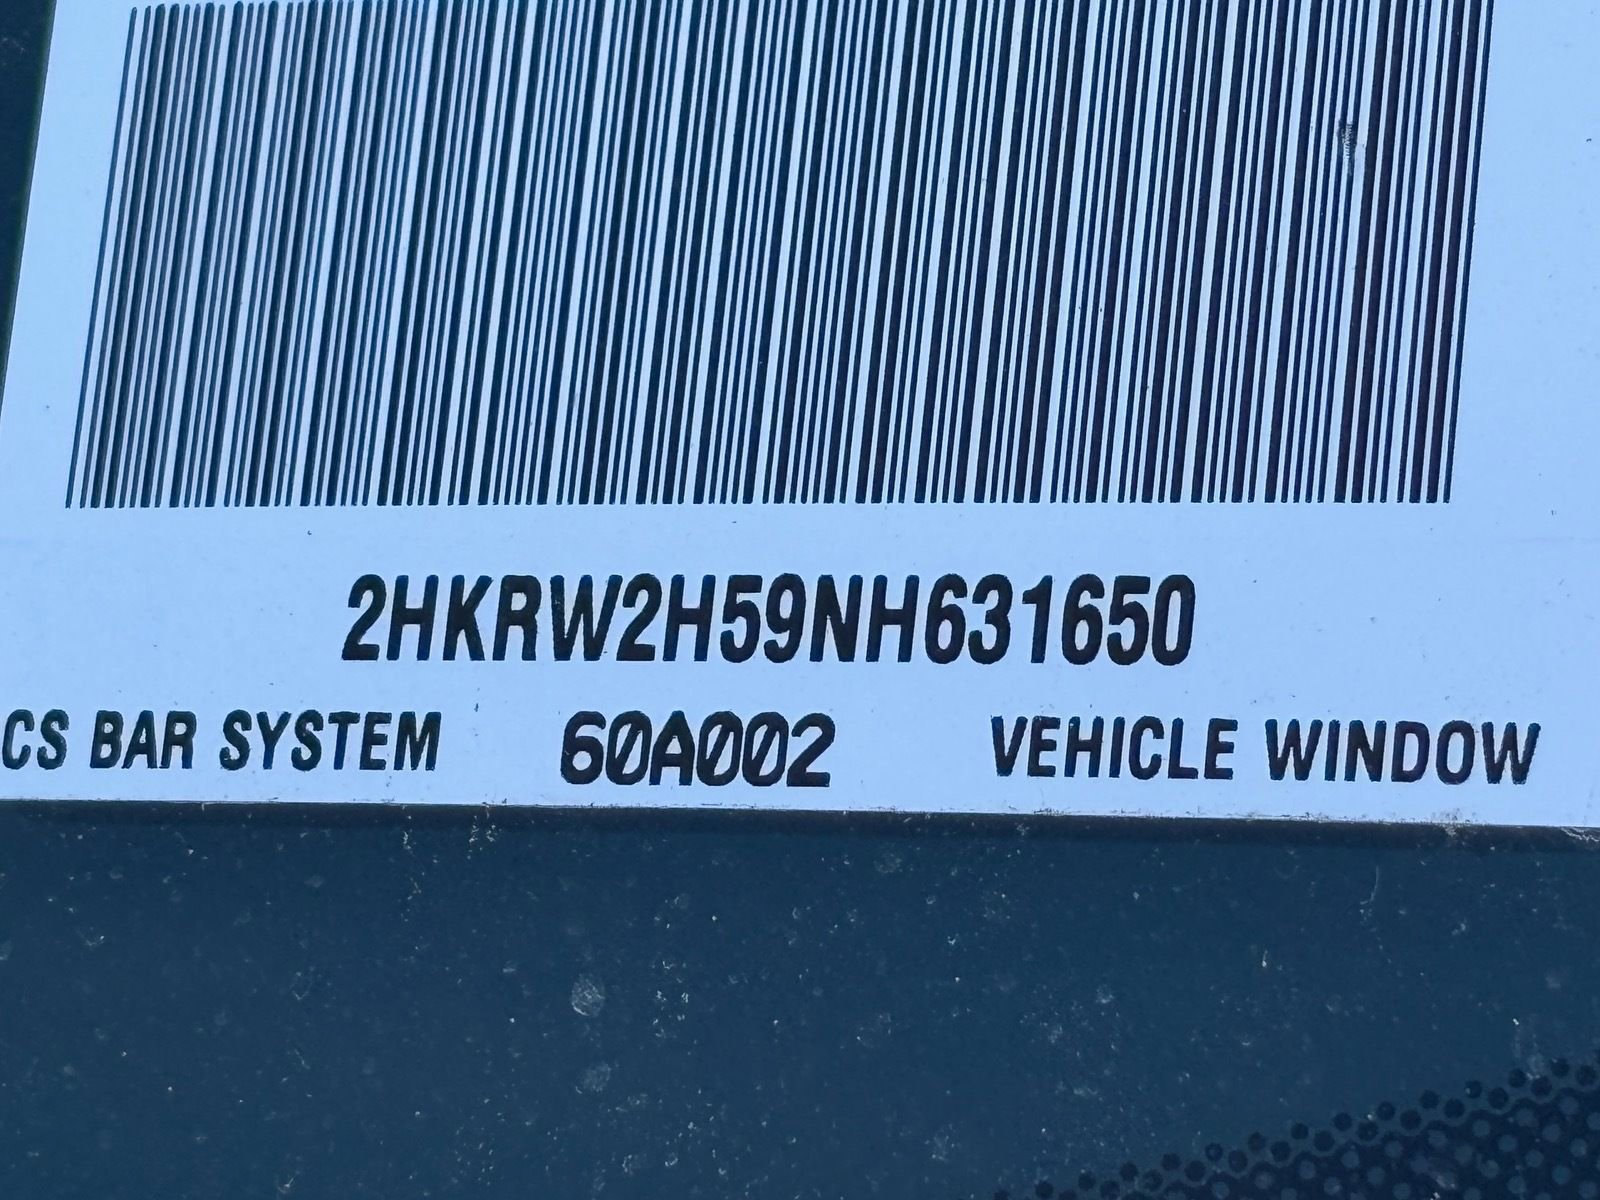 2HKRW2H59NH631650
CS BAR SYSTEM 60A002 VEHICLE WINDOW